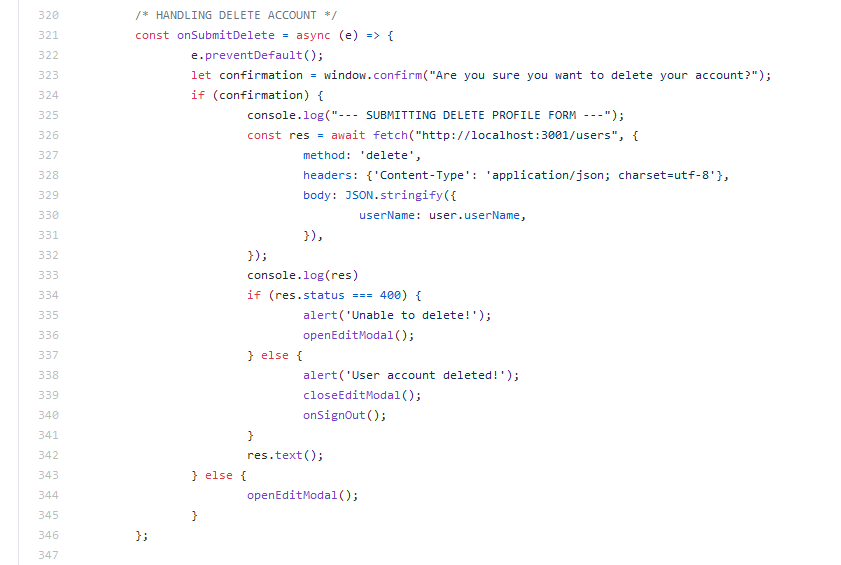 320 /* HANDLING DELETE ACCOUNT */
321 const onSubmitDelete = async (e) => {
322 e.preventDefault();
323 let confirmation = window.confirm("Are you sure you want to delete your account?");
324 if (confirmation) {
325 console.log("--- SUBMITTING DELETE PROFILE FORM ---");
326 const res = await fetch("http://localhost:3001/users", {
327 method: 'delete',
328 headers: {'Content-Type': 'application/json; charset=utf-8'},
329 body: JSON.stringify({
330 userName: user.userName,
331 }),
332 });
333 console.log(res)
334 if (res.status === 400) {
335 alert('Unable to delete!');
336 openEditModal();
337 } else {
338 alert('User account deleted!');
339 closeEditModal();
340 onSignOut();
341 }
342 res.text();
343 } else {
344 openEditModal();
345 }
346 };
347